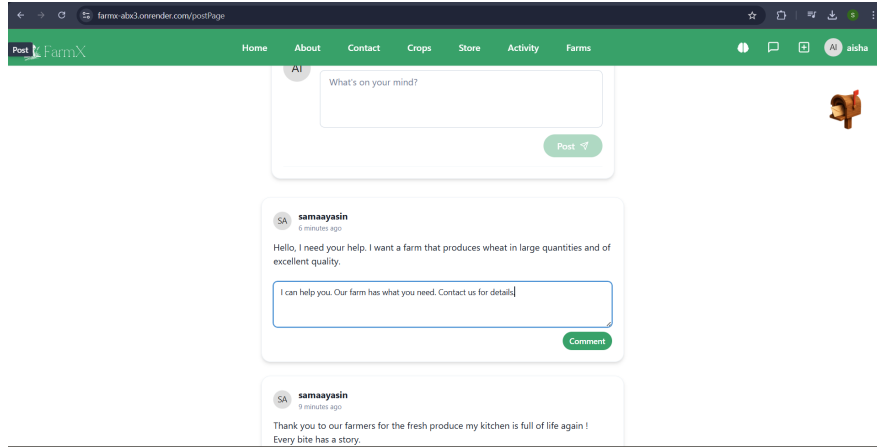 farmx-abx3.onrender.com/postPage
S
Post
FarmX
Home About Contact Crops Store Activity Farms
AI aisha
AI
What's on your mind?
Post
SA samaayasin
6 minutes ago
Hello, I need your help. I want a farm that produces wheat in large quantities and of
excellent quality.
I can help you. Our farm has what you need. Contact us for details.
Comment
SA samaayasin
9 minutes ago
Thank you to our farmers for the fresh produce my kitchen is full of life again !
Every bite has a story.